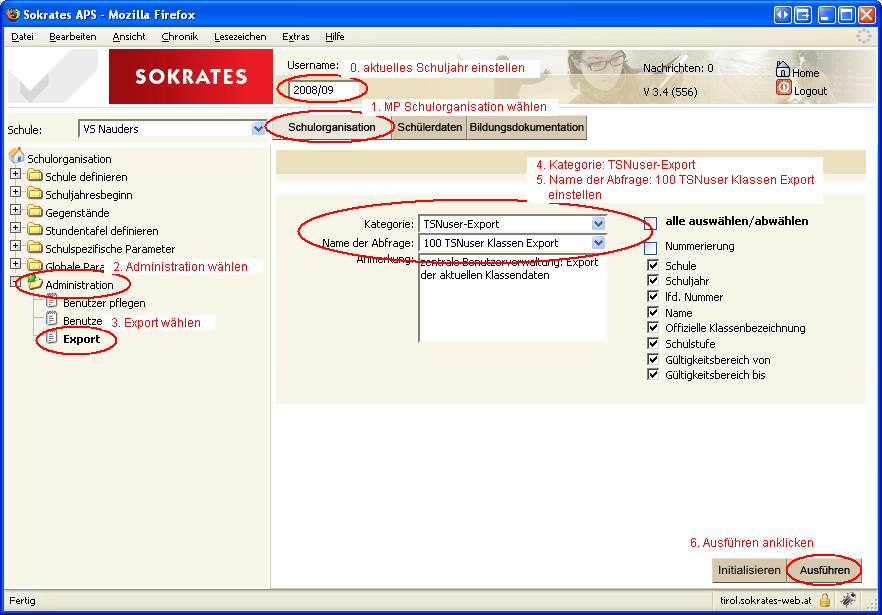 Sokrates APS - Mozilla Firefox
Datei Bearbeiten Ansicht Chronik Lesezeichen Extras Hilfe
SOKRATES
Username:
0. aktuelles Schuljahr einstellen
2008/09
Nachrichten: 0
V 3.4 (556)
Home
Logout
1. MP Schulorganisation wählen
Schule:
VS Nauders
Schulorganisation Schülerdaten Bildungsdokumentation
Schulorganisation
Schule definieren
Schuljahresbeginn
Gegenstände
Stundentafel definieren
Schulspezifische Parameter
Globale Para
2. Administration wählen
Administration
Benutzer pflegen
Benutze
3. Export wählen
Export
4. Kategorie: TSNuser-Export
5. Name der Abfrage: 100 TSNuser Klassen Export
einstellen
Kategorie: TSNuser-Export
Name der Abfrage: 100 TSNuser Klassen Export
Anmerkung: zentrale Benutzerverwaltung: Export
der aktuellen Klassendaten
alle auswählen/abwählen
Nummerierung
Schule
Schuljahr
lfd. Nummer
Name
Offizielle Klassenbezeichnung
Schulstufe
Gültigkeitsbereich von
Gültigkeitsbereich bis
6. Ausführen anklicken
Initialisieren Ausführen
Fertig
tirol.sokrates-web.at